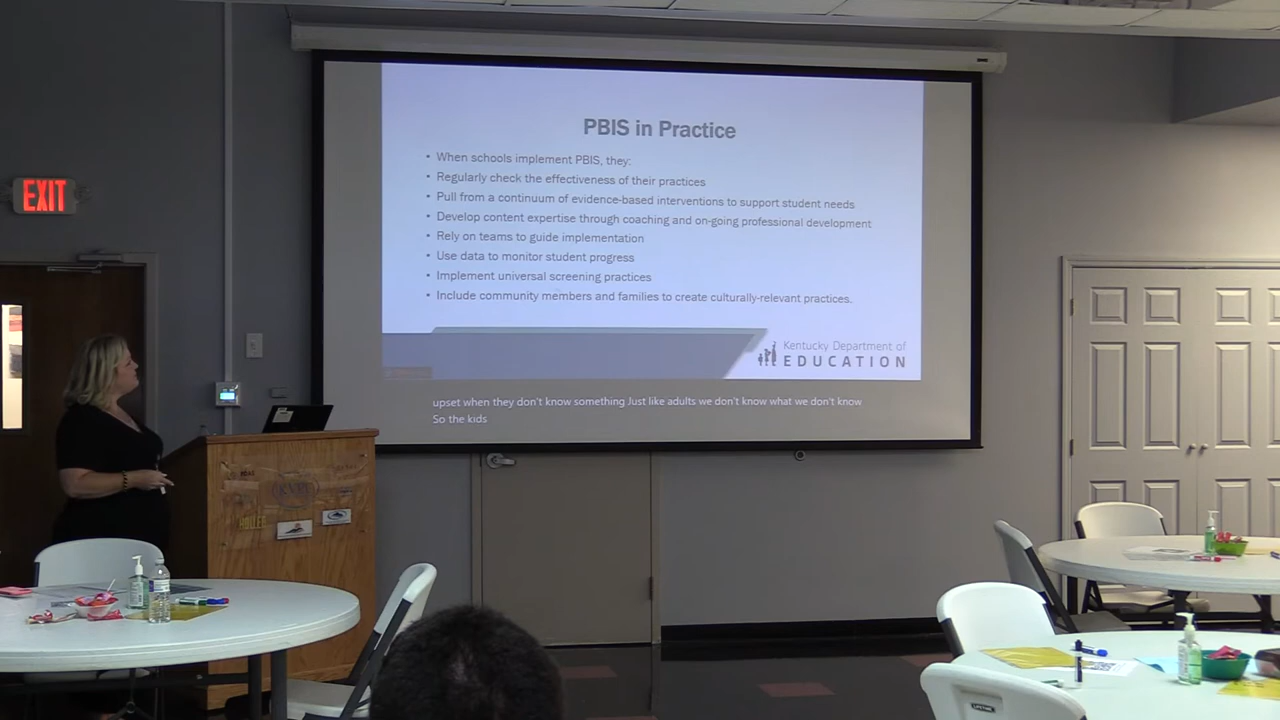 PBIS in Practice
• When schools implement PBIS, they:
• Regularly check the effectiveness of their practices
• Pull from a continuum of evidence-based interventions to support student needs
• Develop content expertise through coaching and on-going professional development
• Rely on teams to guide implementation
• Use data to monitor student progress
• Implement universal screening practices
• Include community members and families to create culturally-relevant practices.
EXIT
Kentucky Department of
EDUCATION
upset when they don't know something Just like adults we don't know what we don't know
So the kids